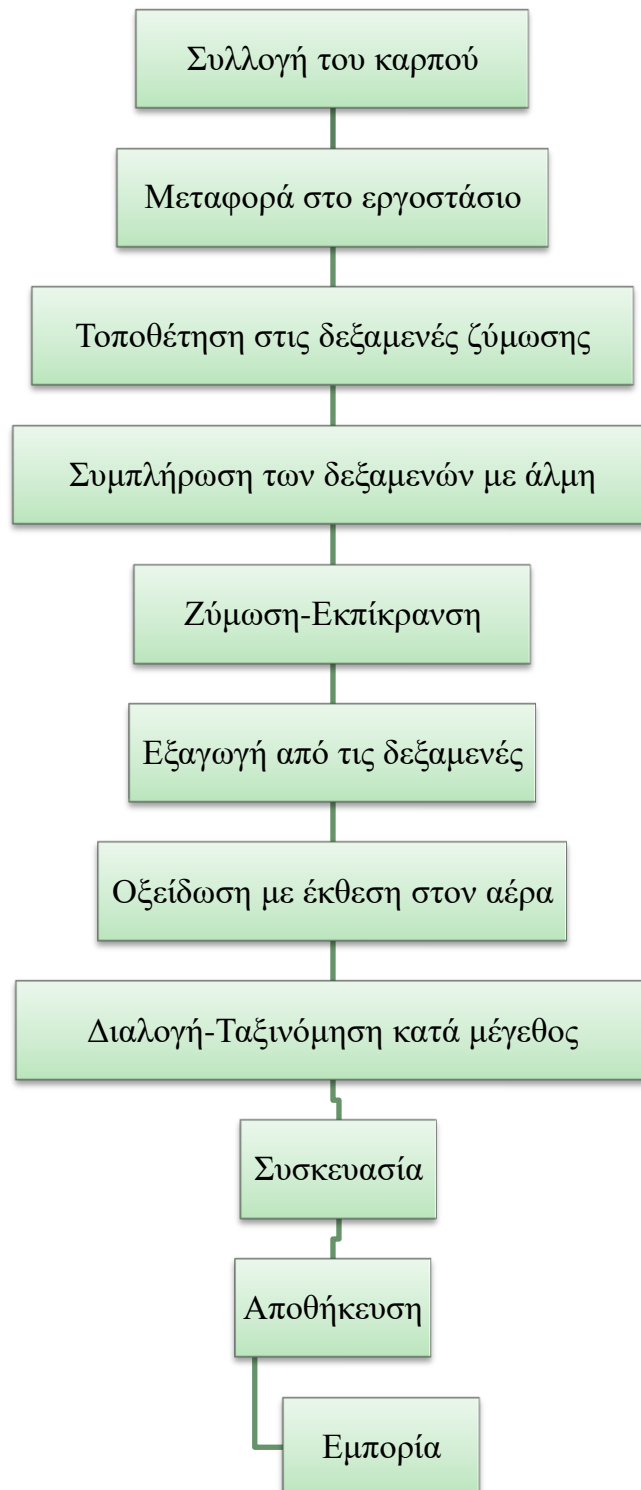 Συλλογή του καρπού
Μεταφορά στο εργοστάσιο
Τοποθέτηση στις δεξαμενές ζύμωσης
Συμπλήρωση των δεξαμενών με άλμη
Ζύμωση-Εκπίκρανση
Εξαγωγή από τις δεξαμενές
Οξείδωση με έκθεση στον αέρα
Διαλογή-Ταξινόμηση κατά μέγεθος
Συσκευασία
Αποθήκευση
Εμπορία